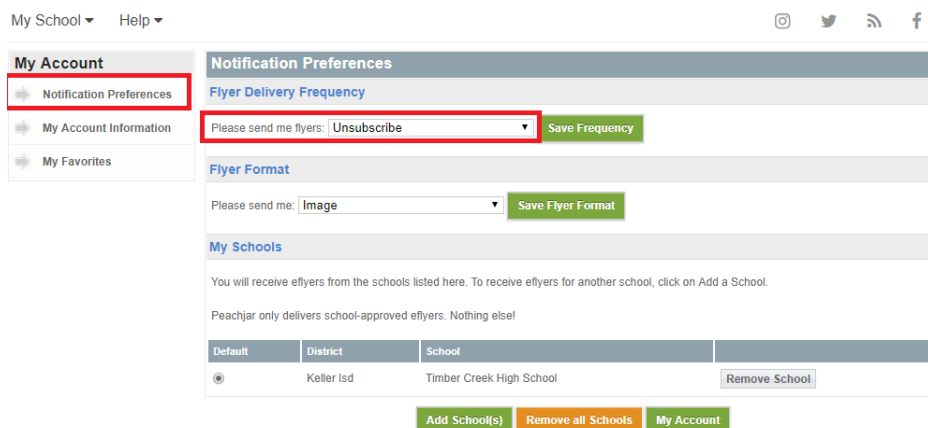 My School Help
My Account
Notification Preferences
My Account Information
My Favorites
Notification Preferences
Flyer Delivery Frequency
Please send me flyers: Unsubscribe Save Frequency
Flyer Format
Please send me: Image Save Flyer Format
My Schools
You will receive eflyers from the schools listed here. To receive eflyers for another school, click on Add a School.
Peachjar only delivers school-approved eflyers. Nothing else!
Default District School
Keller Isd Timber Creek High School Remove School
Add School(s) Remove all Schools My Account